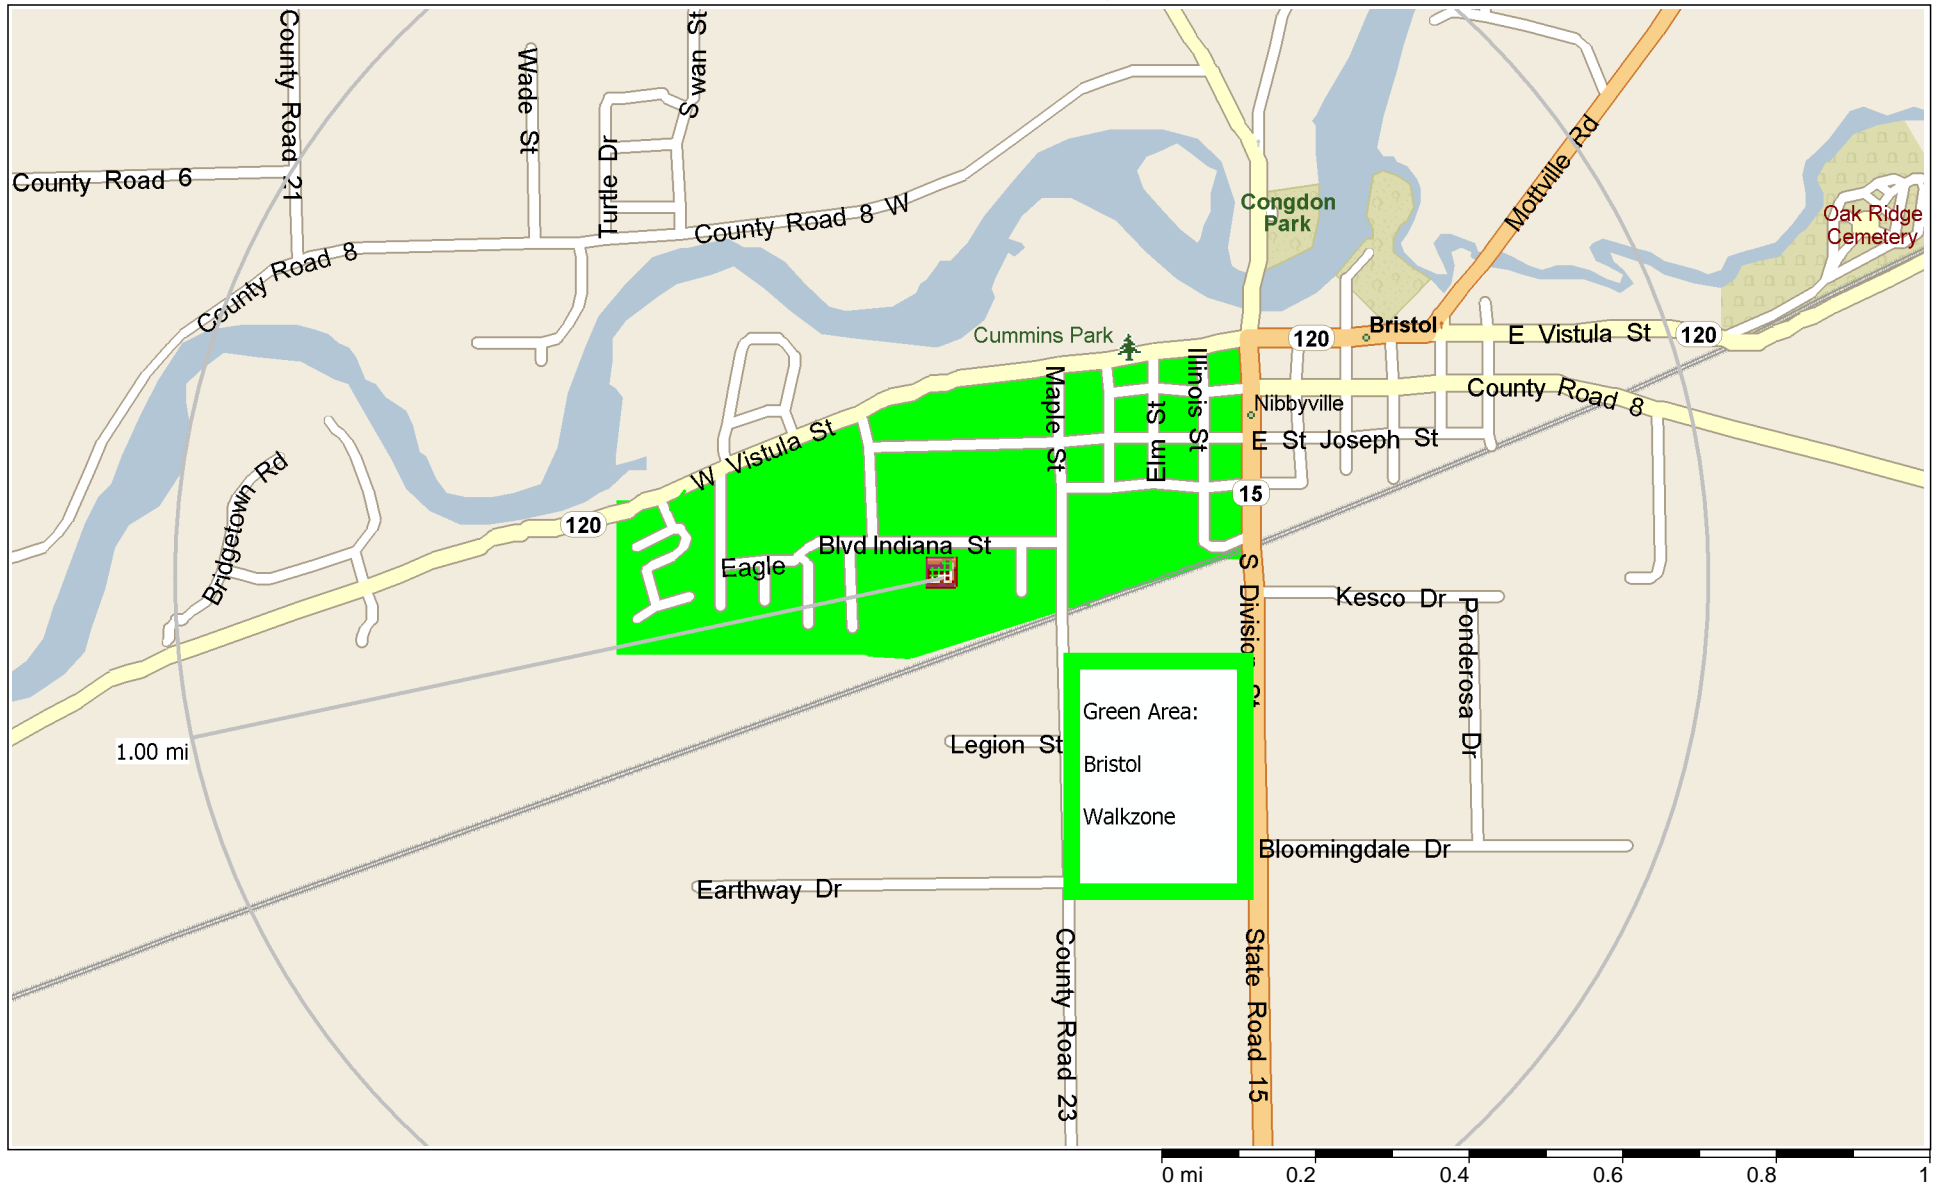 County Road 21
Wade St
Swan St
Turtle Dr
County Road 6
County Road 8 W
County Road 8
Mottville Rd
Congdon
Park
Oak Ridge
Cemetery
Cummins Park
Bristol
120
E Vistula St
120
Illinois St
Maple St
Elm St
Nibbyville
County Road 8
E St Joseph St
W Vistula St
15
120
Bridgetown Rd
Blvd
Indiana St
Eagle
S Division St
Kesco Dr
Ponderosa Dr
Green Area:
Bristol
Walkzone
1.00 mi
Legion St
Bloomingdale Dr
Earthway Dr
County Road 23
State Road 15
0 mi 0.2 0.4 0.6 0.8 1